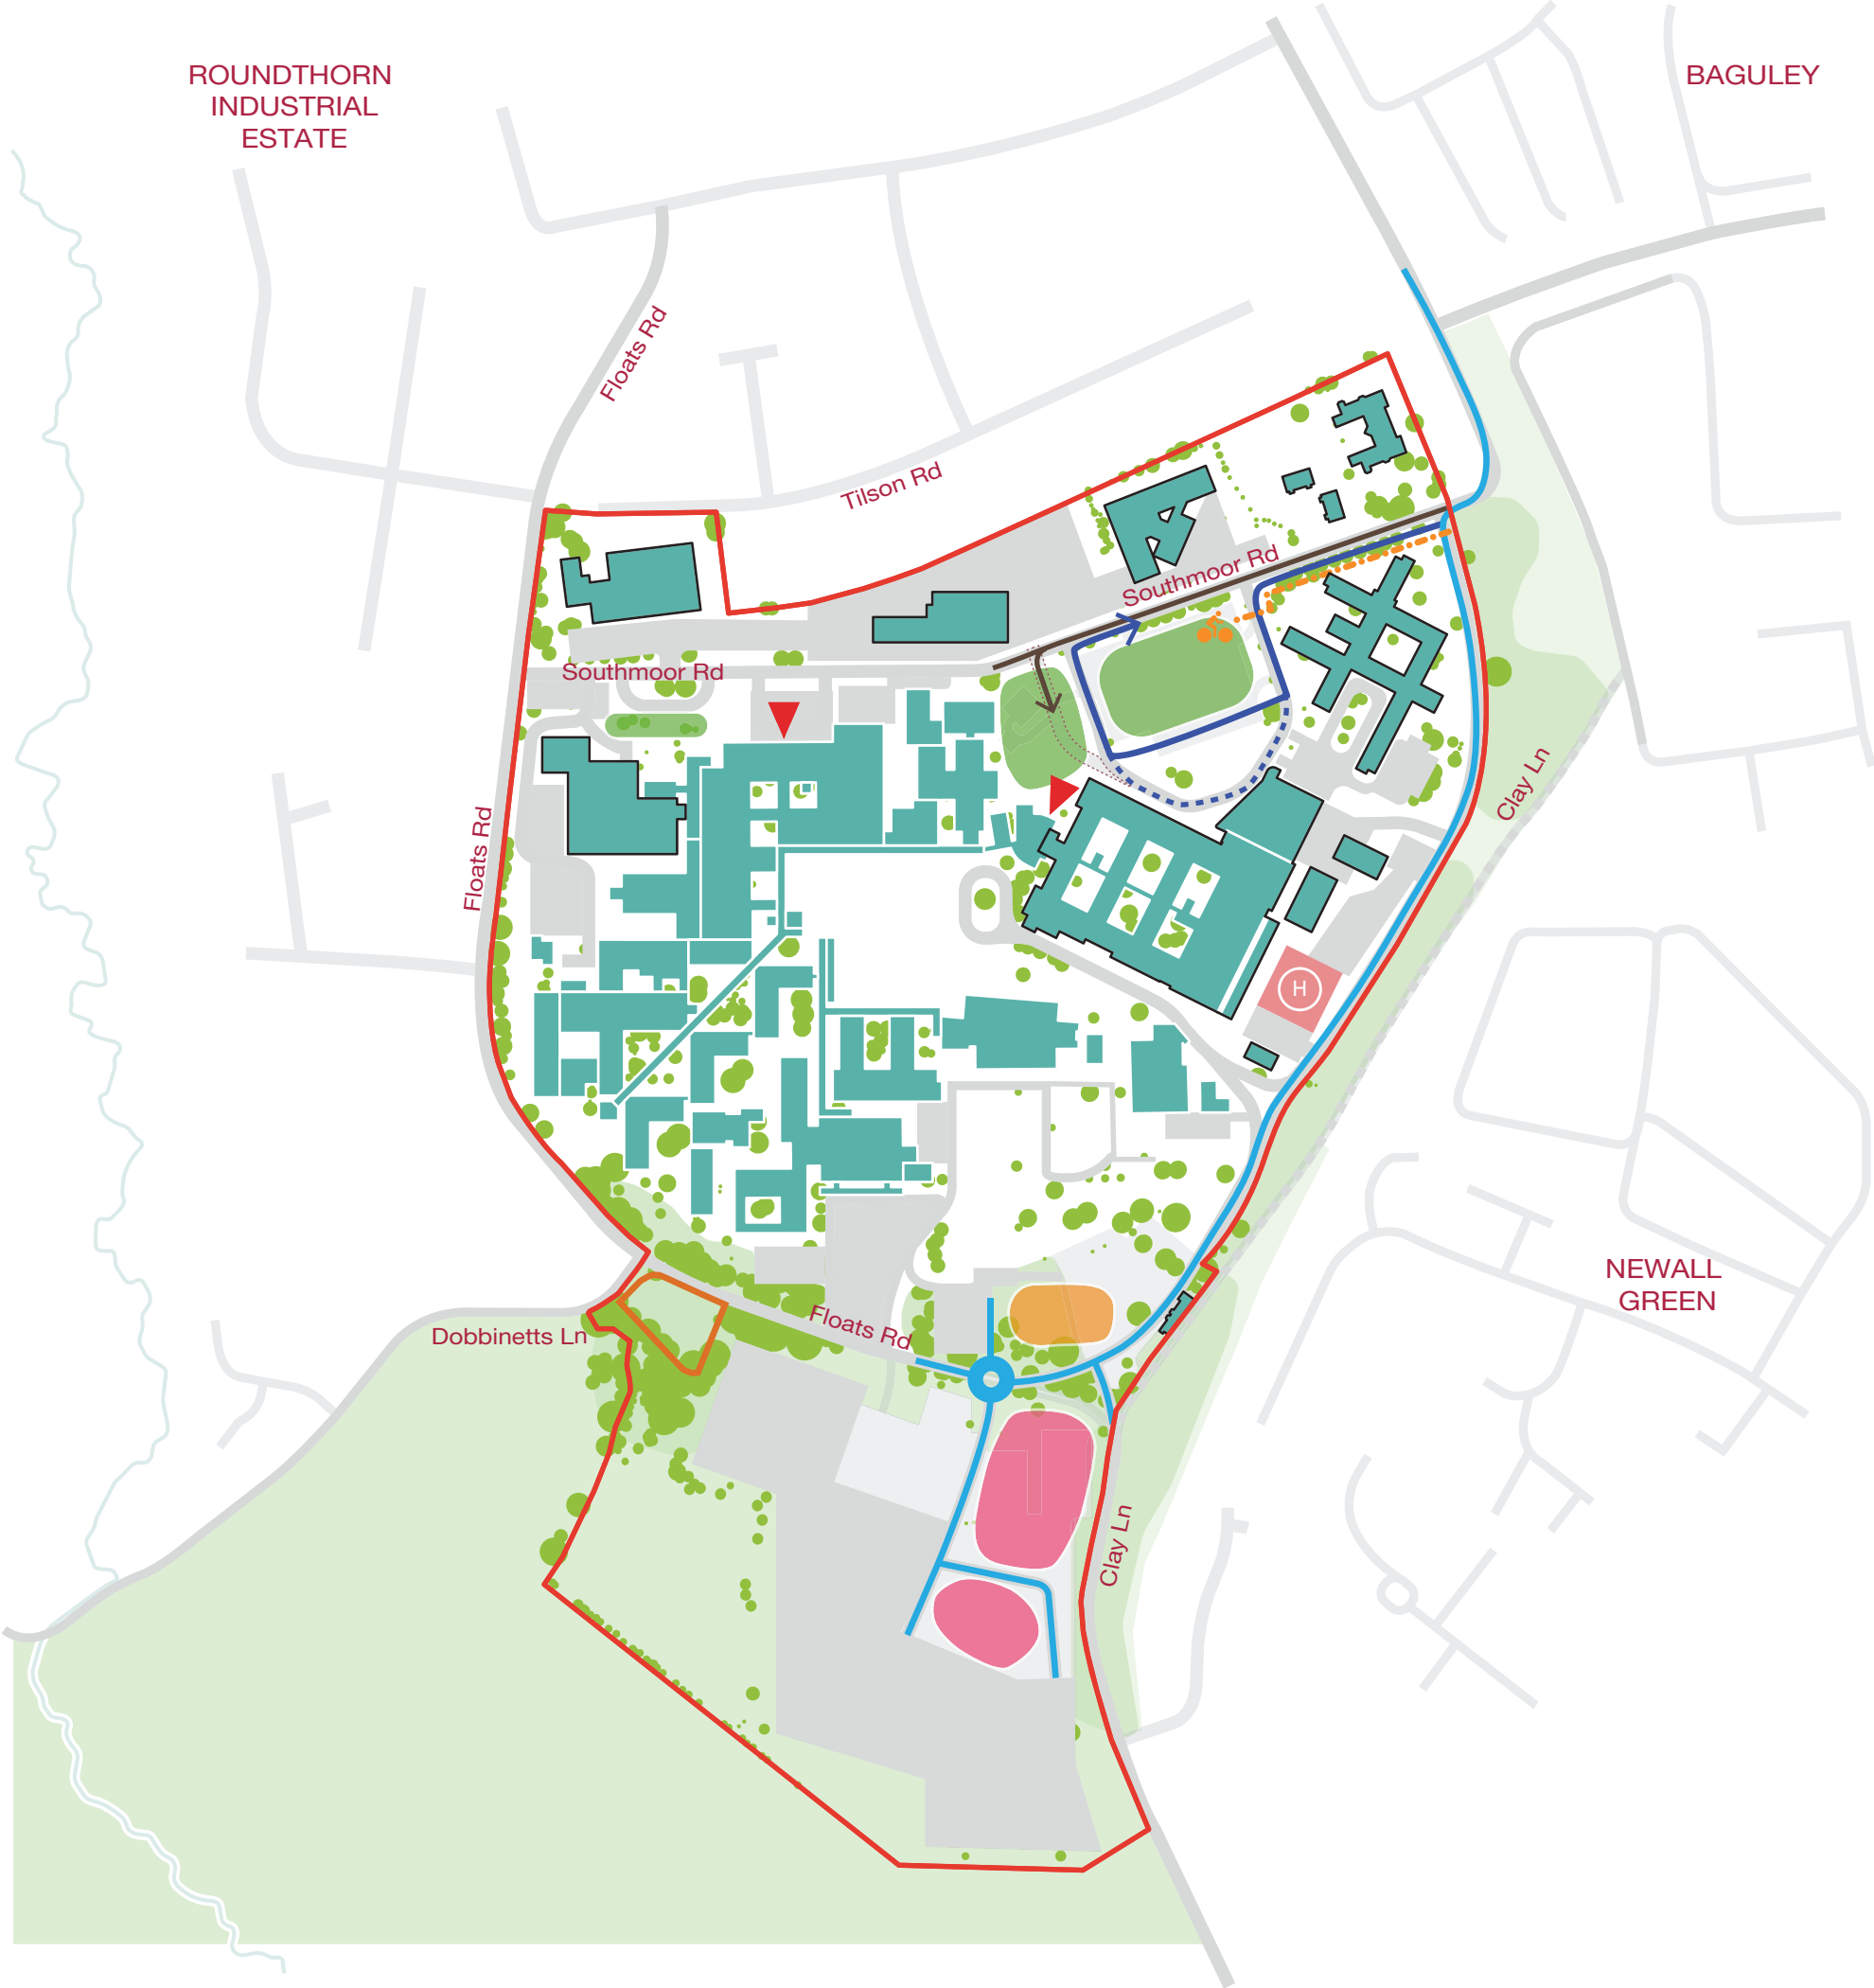 ROUNDTHORN
INDUSTRIAL
ESTATE
BAGULEY
Floats Rd
Tilson Rd
Southmoor Rd
Southmoor Rd
Clay Ln
Floats Rd
H
NEWALL
GREEN
Floats Rd
Dobbinetts Ln
Clay Ln